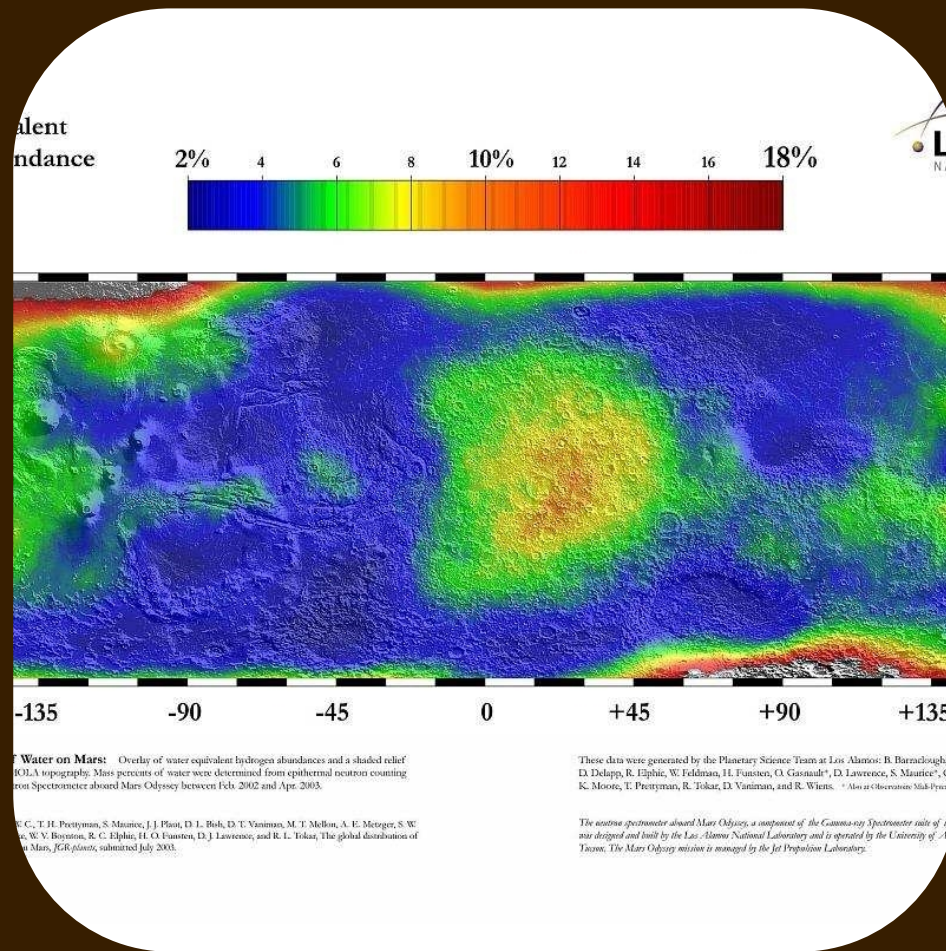 alent
ndance
2% 4 6 8 10% 12 14 16 18%
L
NA
-135 -90 -45 0 +45 +90 +135
f Water on Mars: Overlay of water equivalent hydrogen abundances and a shaded relief
IOLA topography. Mass percents of water were determined from epithermal neutron counting
ron Spectrometer aboard Mars Odyssey between Feb. 2002 and Apr. 2003.
W. C., T. H. Prettyman, S. Maurice, J. J. Plaut, D. L. Bish, D. T. Vaniman, M. T. Mellon, A. E. Metzger, S. W.
W. V. Boynton, R. C. Elphic, H. O. Funsten, D. J. Lawrence, and R. L. Tokar, The global distribution of
n Mars, JGR-planets, submitted July 2003.
These data were generated by the Planetary Science Team at Los Alamos: B. Barraclough,
D. Delapp, R. Elphic, W. Feldman, H. Funsten, O. Gasnault*, D. Lawrence, S. Maurice*,
K. Moore, T. Prettyman, R. Tokar, D. Vaniman, and R. Wiens. * Also at Observatoire Midi-Pyren
The neutron spectrometer aboard Mars Odyssey, a component of the Gamma-ray Spectrometer suite of
was designed and built by the Los Alamos National Laboratory and is operated by the University of A
Tucson. The Mars Odyssey mission is managed by the Jet Propulsion Laboratory.